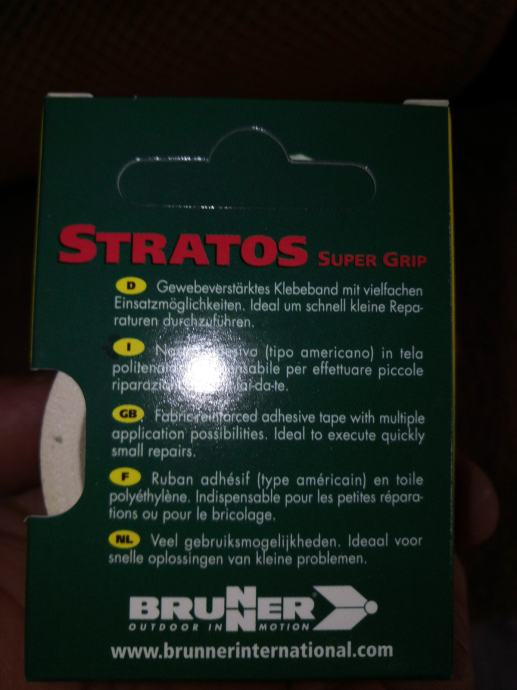 STRATOS SUPER GRIP
D Gewebeverstärktes Klebeband mit vielfachen
Einsatzmöglichkeiten. Ideal um schnell kleine Repa-
raturen durchzuführen.
I (tipo americano) in tela
per effettuare piccole
GB Fabric-reinforced adhesive tape with multiple
application possibilities. Ideal to execute quickly
small repairs.
F Ruban adhésif (type américain) en toile
polyéthylène. Indispensable pour les petites répara-
tions ou pour le bricolage.
NL Veel gebruiksmogelijkheden. Ideaal voor
snelle oplossingen van kleine problemen.
BRUNNER
OUTDOOR IN MOTION
www.brunnerinternational.com